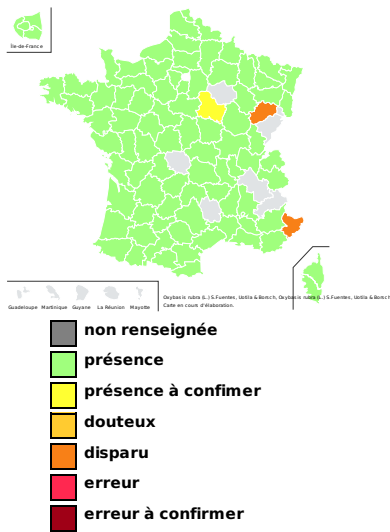 Île-de-France
Guadeloupe Martinique Guyane La Réunion Mayotte
Oxybasis rubra (L.) S.Fuentes, Uotila & Borsch, Oxybasis rubra (L.) S.Fuentes, Uotila & Borsch
Carte en cours d'élaboration.
non renseignée
présence
présence à confimer
douteux
disparu
erreur
erreur à confirmer